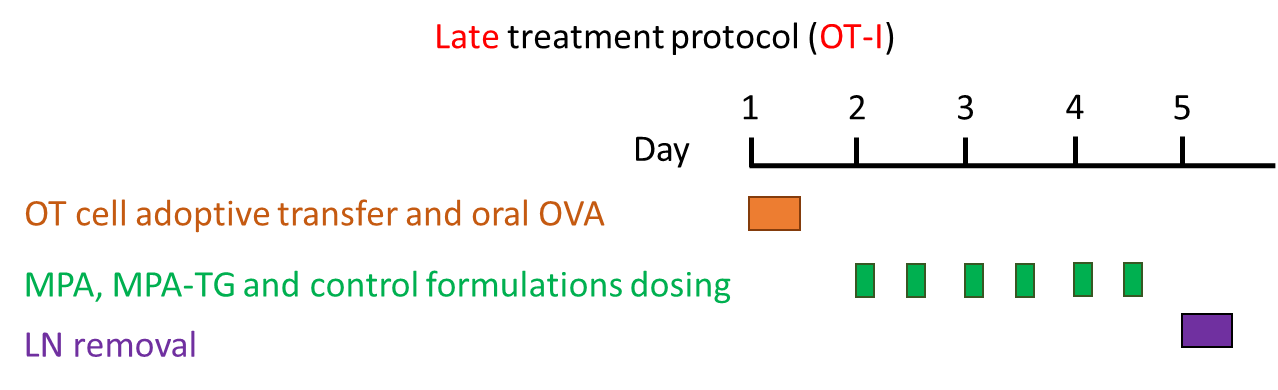 Late treatment protocol (OT-I)
1 2 3 4 5
Day
OT cell adoptive transfer and oral OVA
MPA, MPA-TG and control formulations dosing
LN removal